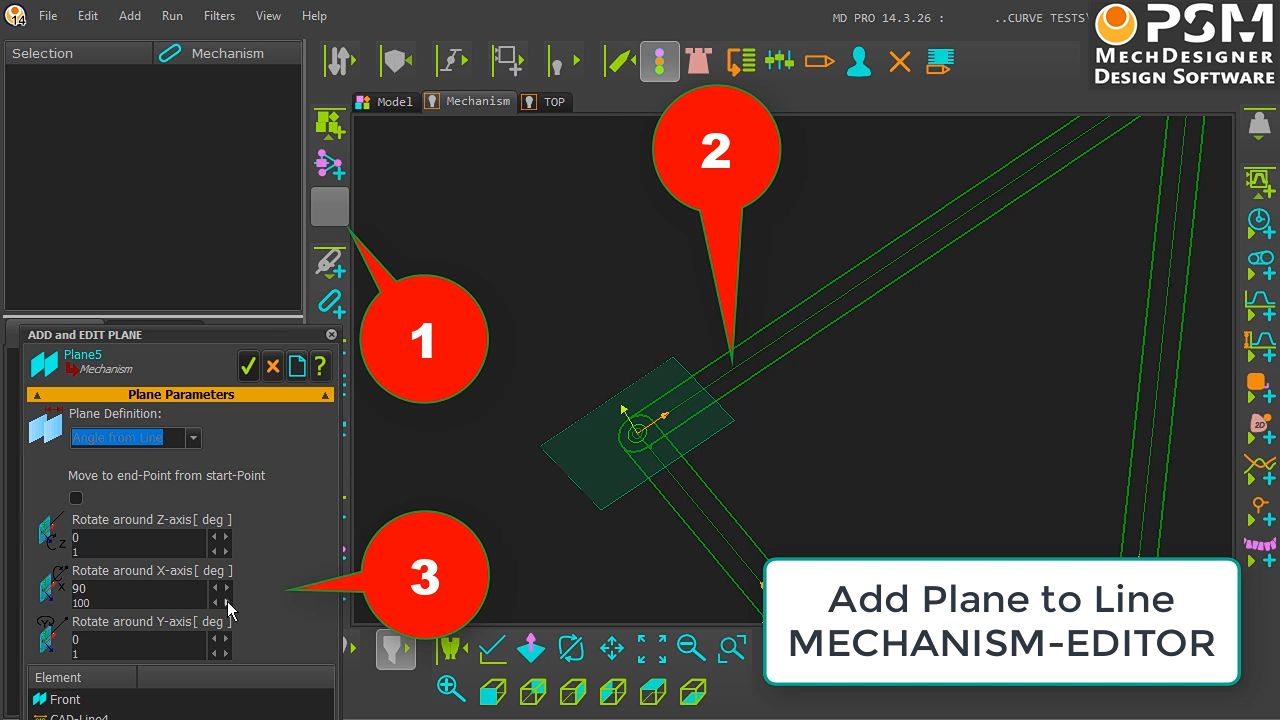 14
File Edit Add Run Filters View Help
MD PRO 14.3.26 : ..CURVE TESTS\
PSM
MECHDESIGNER
DESIGN SOFTWARE
Selection Mechanism
Model Mechanism TOP
2
1
3
ADD and EDIT PLANE
Plane5
Mechanism
?
Plane Parameters
Plane Definition:
Angle from Line
Move to end-Point from start-Point
Rotate around Z-axis[ deg ]
Z
0
1
Rotate around X-axis[ deg ]
X
90
100
Rotate around Y-axis[ deg ]
0
1
Element
Front
CAD-Line4
2D
Add Plane to Line
MECHANISM-EDITOR